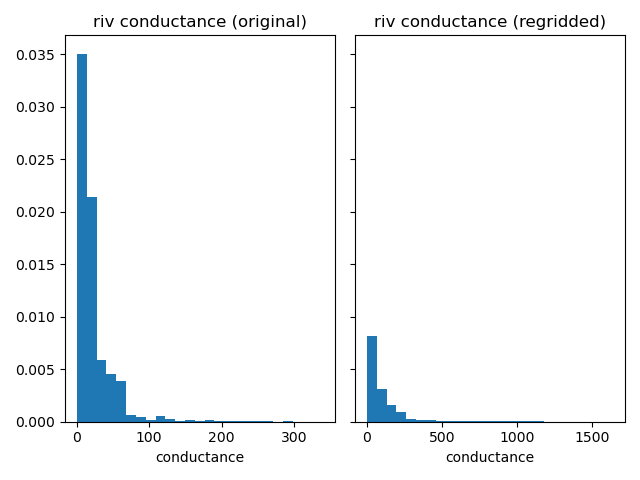 riv conductance (original)
riv conductance (regridded)
0.035
0.030
0.025
0.020
0.015
0.010
0.005
0.000
0 100 200 300
0 500 1000 1500
conductance
conductance